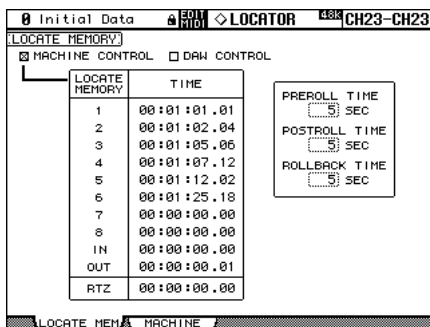 0 Initial Data EDIT MIDI ◇LOCATOR 48k CH23-CH23
LOCATE MEMORY
☒ MACHINE CONTROL ☐ DAW CONTROL
LOCATE MEMORY TIME
1 00:01:01.01
2 00:01:02.04
3 00:01:05.06
4 00:01:07.12
5 00:01:12.02
6 00:01:25.18
7 00:00:00.00
8 00:00:00.00
IN 00:00:00.00
OUT 00:00:00.01
RTZ 00:00:00.00
PREROLL TIME
5 SEC
POSTROLL TIME
5 SEC
ROLLBACK TIME
5 SEC
LOCATE MEM MACHINE